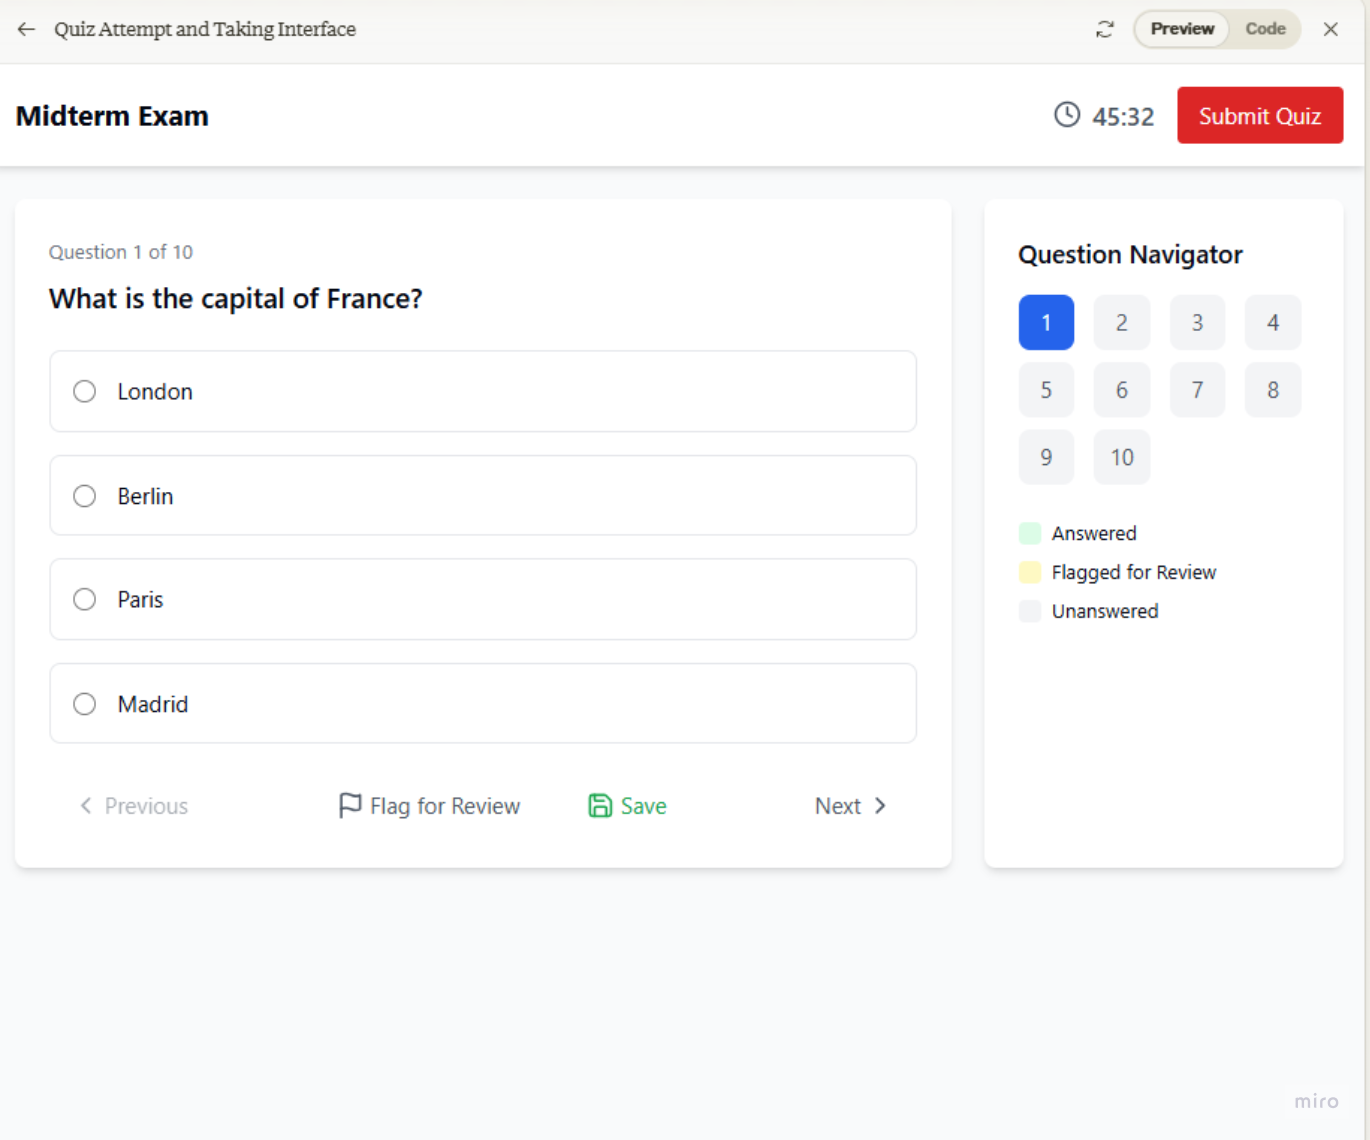 Quiz Attempt and Taking Interface
Preview Code
Midterm Exam
45:32
Submit Quiz
Question 1 of 10
What is the capital of France?
London
Berlin
Paris
Madrid
Previous
Flag for Review
Save
Next
Question Navigator
1 2 3 4
5 6 7 8
9 10
Answered
Flagged for Review
Unanswered
miro